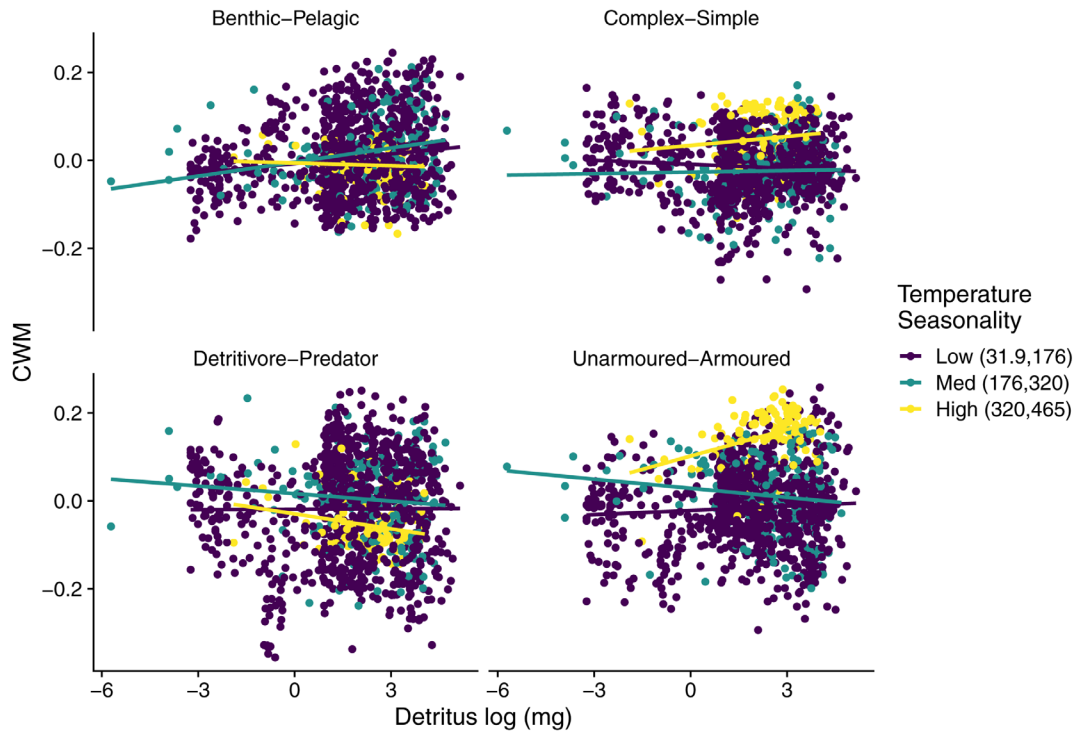 Benthic−Pelagic
Complex−Simple
0.2
0.0
−0.2
CWM
Detritivore−Predator
Unarmoured−Armoured
0.2
0.0
−0.2
−6 −3 0 3
−6 −3 0 3
Detritus log (mg)
Temperature
Seasonality
Low (31.9,176)
Med (176,320)
High (320,465)